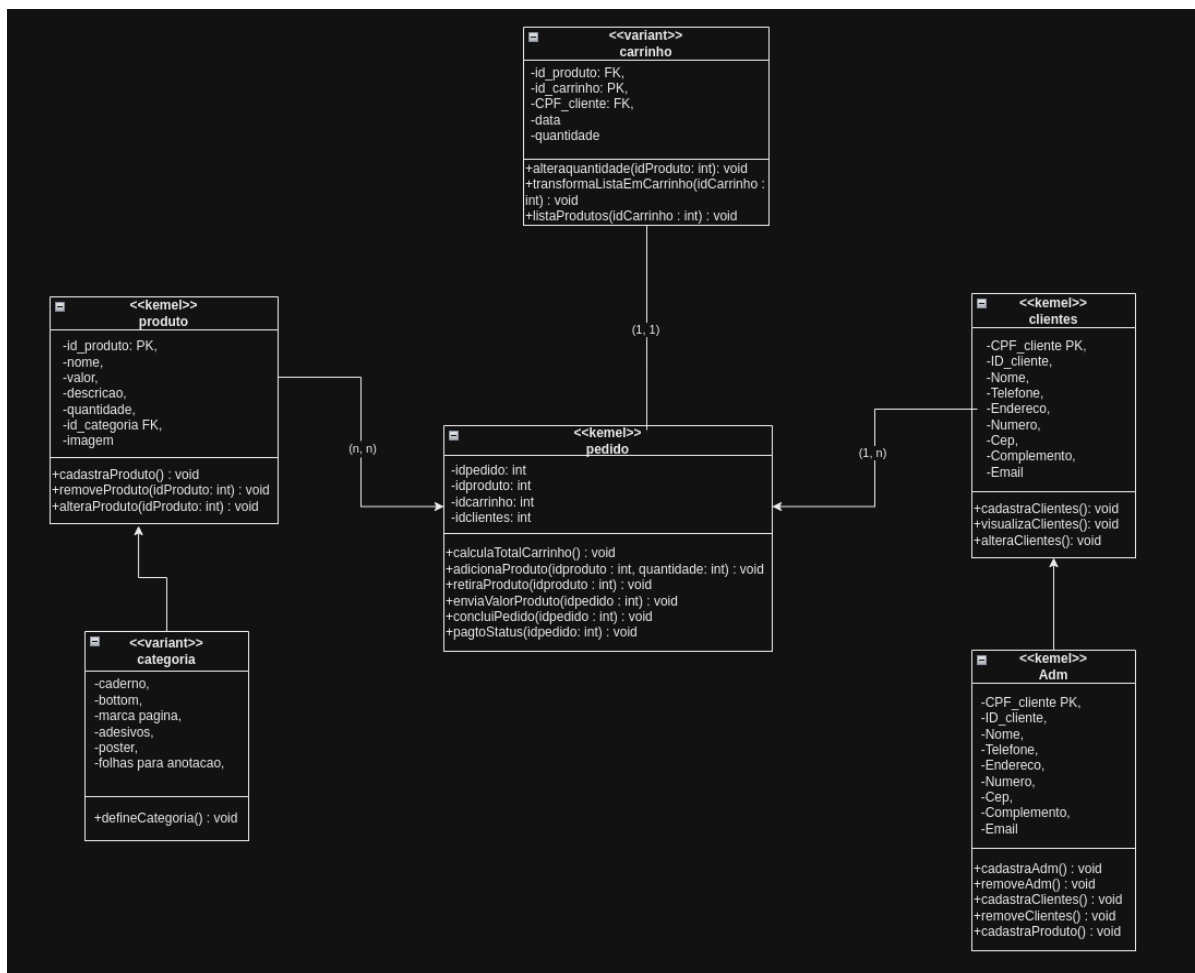 <<variant>>
carrinho
-id_produto: FK,
-id_carrinho: PK,
-CPF_cliente: FK,
-data
-quantidade
+alteraquantidade(idProduto: int): void
+transformaListaEmCarrinho(idCarrinho :
int) : void
+listaProdutos(idCarrinho : int) : void
(1, 1)
<<kemel>>
produto
-id_produto: PK,
-nome,
-valor,
-descricao,
-quantidade,
-id_categoria FK,
-imagem
+cadastraProduto() : void
+removeProduto(idProduto: int) : void
+alteraProduto(idProduto: int) : void
(n, n)
<<kemel>>
pedido
-idpedido: int
-idproduto: int
-idcarrinho: int
-idclientes: int
+calculaTotalCarrinho() : void
+adicionaProduto(idproduto : int, quantidade: int) : void
+retiraProduto(idproduto : int) : void
+enviaValorProduto(idpedido : int) : void
+concluiPedido(idpedido : int) : void
+pagtoStatus(idpedido: int) : void
(1, n)
<<kemel>>
clientes
-CPF_cliente PK,
-ID_cliente,
-Nome,
-Telefone,
-Endereco,
-Numero,
-Cep,
-Complemento,
-Email
+cadastraClientes(): void
+visualizaClientes(): void
+alteraClientes(): void
<<variant>>
categoria
-caderno,
-bottom,
-marca pagina,
-adesivos,
-poster,
-folhas para anotacao,
+defineCategoria() : void
<<kemel>>
Adm
-CPF_cliente PK,
-ID_cliente,
-Nome,
-Telefone,
-Endereco,
-Numero,
-Cep,
-Complemento,
-Email
+cadastraAdm() : void
+removeAdm() : void
+cadastraClientes() : void
+removeClientes() : void
+cadastraProduto() : void